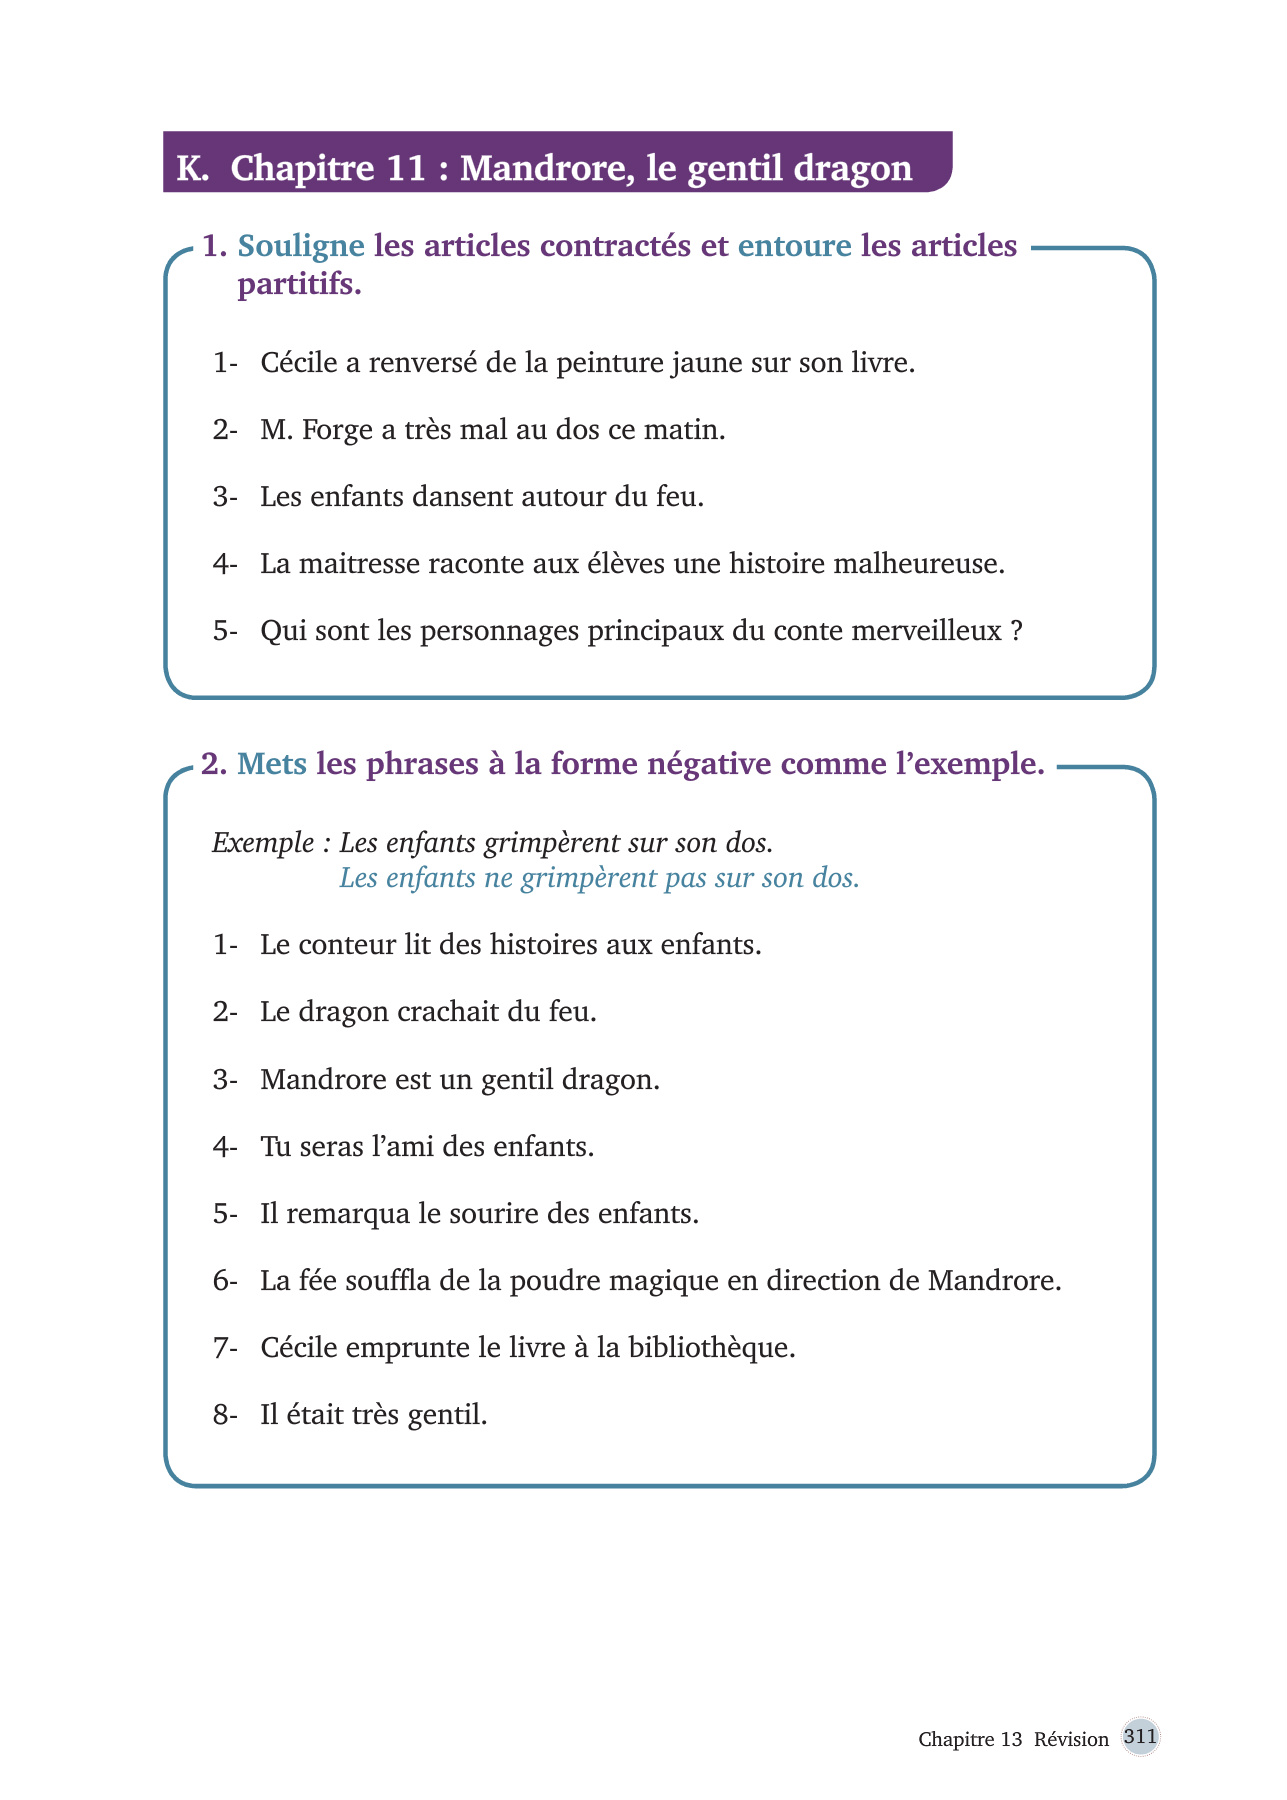 K. Chapitre 11 : Mandrore, le gentil dragon
1. Souligne les articles contractés et entoure les articles
partitifs.
1- Cécile a renversé de la peinture jaune sur son livre.
2- M. Forge a très mal au dos ce matin.
3- Les enfants dansent autour du feu.
4- La maitresse raconte aux élèves une histoire malheureuse.
5- Qui sont les personnages principaux du conte merveilleux ?
2. Mets les phrases à la forme négative comme l’exemple.
Exemple : Les enfants grimpèrent sur son dos.
Les enfants ne grimpèrent pas sur son dos.
1- Le conteur lit des histoires aux enfants.
2- Le dragon crachait du feu.
3- Mandrore est un gentil dragon.
4- Tu seras l’ami des enfants.
5- Il remarqua le sourire des enfants.
6- La fée souffla de la poudre magique en direction de Mandrore.
7- Cécile emprunte le livre à la bibliothèque.
8- Il était très gentil.
Chapitre 13 Révision 311